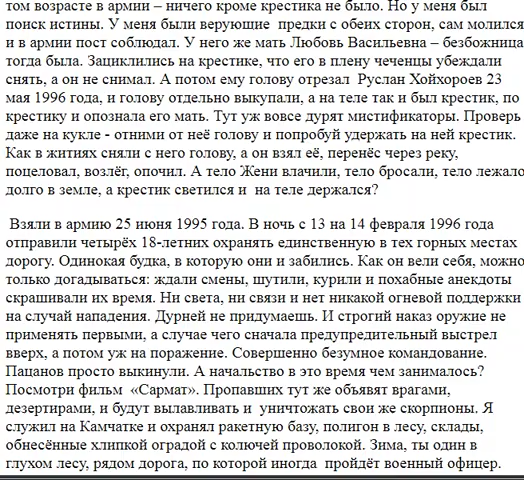 том возрасте в армии – ничего кроме крестика не было. Но у меня был
поиск истины. У меня были верующие  предки с обеих сторон, сам молился
и в армии пост соблюдал. У него же мать Любовь Васильевна – безбожница
тогда была. Зациклились на крестике, что его в плену чеченцы убеждали
снять, а он не снимал. А потом ему голову отрезал  Руслан Хойхороев 23
мая 1996 года, и голову отдельно выкупали, а на теле так и был крестик, по
крестику и опознала его мать. Тут уж вовсе дурят мистификаторы. Проверь
даже на кукле - отними от неё голову и попробуй удержать на ней крестик.
Как в житиях сняли с него голову, а он взял её, перенёс через реку,
поцеловал, возлёг, опочил. А тело Жени влачили, тело бросали, тело лежало
долго в земле, а крестик светился и  на теле держался?
Взяли в армию 25 июня 1995 года. В ночь с 13 на 14 февраля 1996 года
отправили четырёх 18-летних охранять единственную в тех горных местах
дорогу. Одинокая будка, в которую они и забились. Как он вели себя, можно
только догадываться: ждали смены, шутили, курили и похабные анекдоты
скрашивали их время. Ни света, ни связи и нет никакой огневой поддержки
на случай нападения. Дурней не придумаешь. И строгий наказ оружие не
применять первыми, а случае чего сначала предупредительный выстрел
вверх, а потом уж на поражение. Совершенно безумное командование.
Пацанов просто выкинули. А начальство в это время чем занималось?
Посмотри фильм  «Сармат». Пропавших тут же объявят врагами,
дезертирами, и будут вылавливать и  уничтожать свои же скорпионы. Я
служил на Камчатке и охранял ракетную базу, полигон в лесу, склады,
обнесённые хлипкой оградой с колючей проволокой. Зима, ты один в
глухом лесу, рядом дорога, по которой иногда  пройдёт военный офицер.